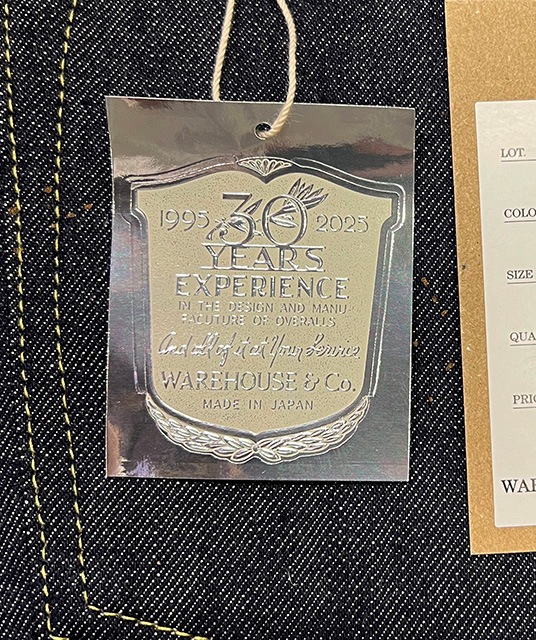 1995 30 2025
YEARS
EXPERIENCE
IN THE DESIGN AND MANU-
FACUTURE OF OVERALLS
And all of it at Your Service
WAREHOUSE & Co.
MADE IN JAPAN
LOT.
COLO
SIZE
QUA
PRIC
WAR